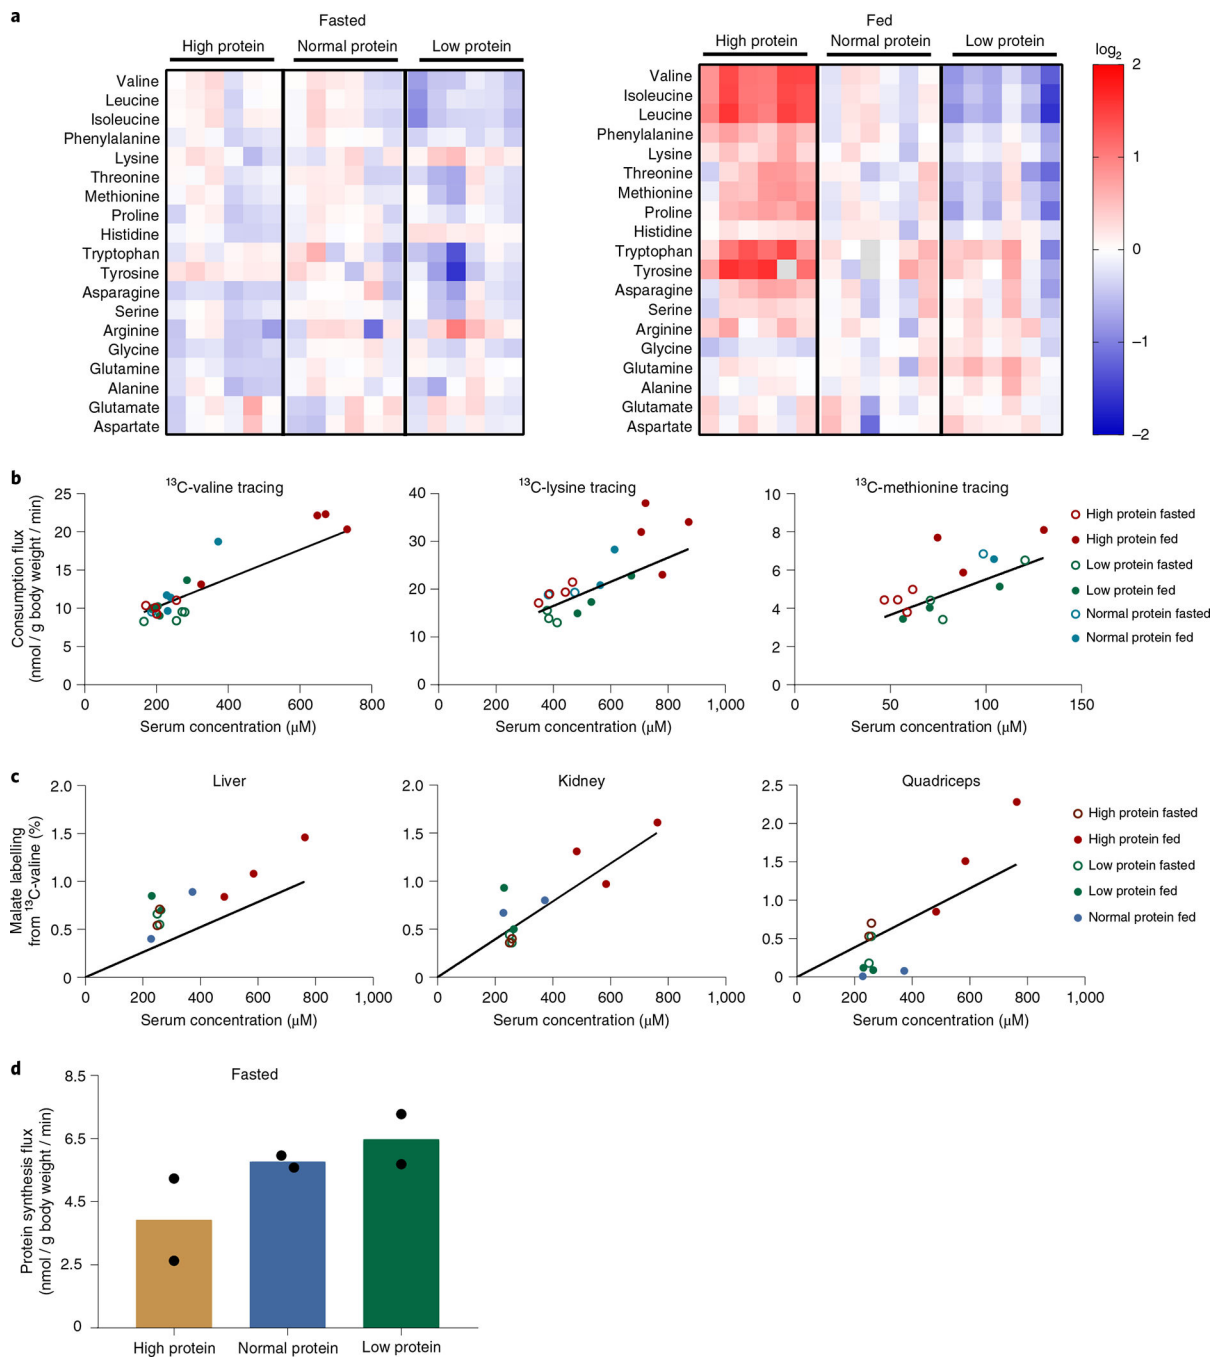 a
Fasted
High protein
Normal protein
Low protein
Valine
Leucine
Isoleucine
Phenylalanine
Lysine
Threonine
Methionine
Proline
Histidine
Tryptophan
Tyrosine
Asparagine
Serine
Arginine
Glycine
Glutamine
Alanine
Glutamate
Aspartate
Fed
High protein
Normal protein
Low protein
Valine
Isoleucine
Leucine
Phenylalanine
Lysine
Threonine
Methionine
Proline
Histidine
Tryptophan
Tyrosine
Asparagine
Serine
Arginine
Glycine
Glutamine
Alanine
Glutamate
Aspartate
log2
2
1
0
−1
−2
b
13C-valine tracing
Consumption flux
(nmol / g body weight / min)
25
20
15
10
5
0
0
200
400
600
800
Serum concentration (μM)
13C-lysine tracing
40
30
20
10
0
0
200
400
600
800
1,000
Serum concentration (μM)
13C-methionine tracing
10
8
6
4
2
0
0
50
100
150
Serum concentration (μM)
High protein fasted
High protein fed
Low protein fasted
Low protein fed
Normal protein fasted
Normal protein fed
c
Liver
Malate labelling
from 13C-valine (%)
2.0
1.5
1.0
0.5
0
0
200
400
600
800
1,000
Serum concentration (μM)
Kidney
2.0
1.5
1.0
0.5
0
0
200
400
600
800
1,000
Serum concentration (μM)
Quadriceps
2.5
2.0
1.5
1.0
0.5
0
0
200
400
600
800
1,000
Serum concentration (μM)
High protein fasted
High protein fed
Low protein fasted
Low protein fed
Normal protein fed
d
Fasted
Protein synthesis flux
(nmol / g body weight / min)
8.5
6.5
4.5
2.5
0
High protein
Normal protein
Low protein